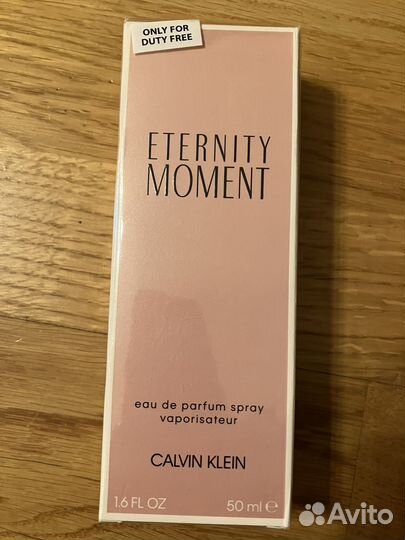 ONLY FOR
DUTY FREE
ETERNITY
MOMENT
eau de parfum spray
vaporisateur
CALVIN KLEIN
1.6 FL OZ 50 ml ℮
Avito